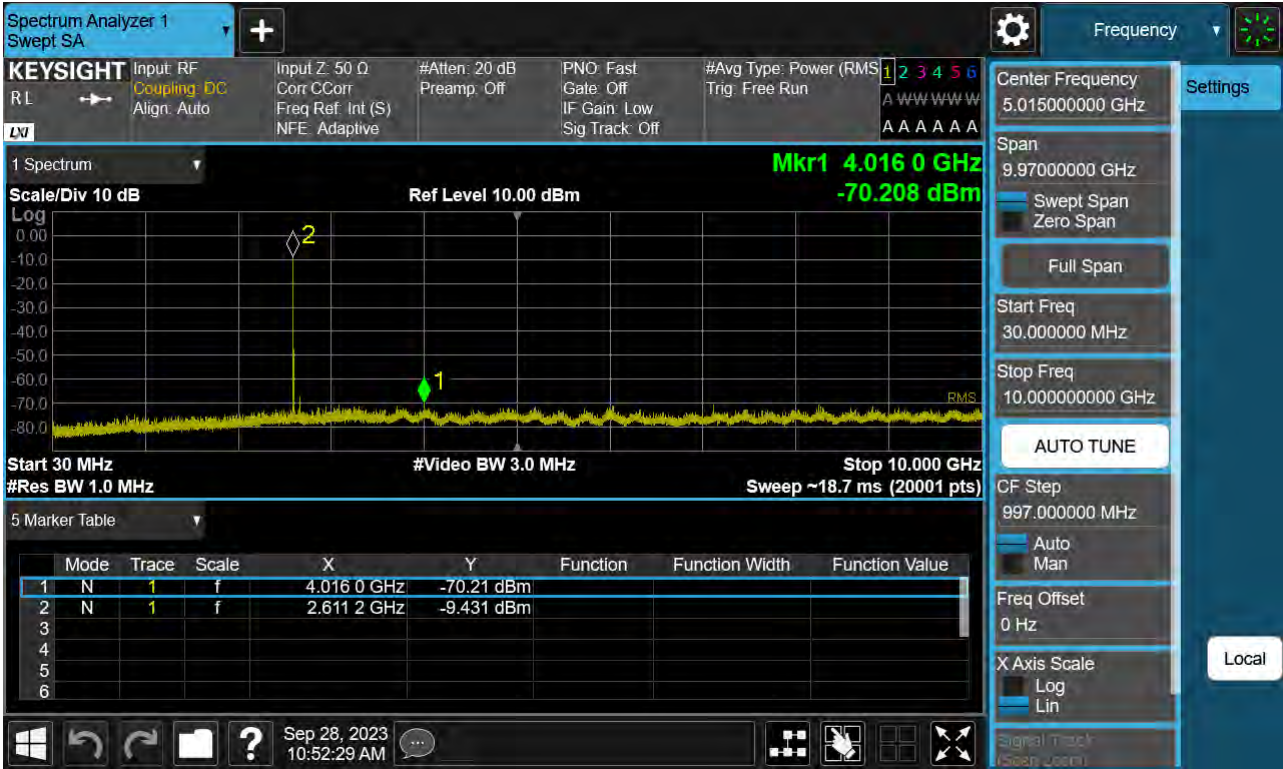 Spectrum Analyzer 1
Swept SA
Frequency
KEYSIGHT
R L
LXI
Input: RF
Coupling: DC
Align: Auto
Input Z: 50 Ω
Corr CCorr
Freq Ref: Int (S)
NFE: Adaptive
#Atten: 20 dB
Preamp: Off
PNO: Fast
Gate: Off
IF Gain: Low
Sig Track: Off
#Avg Type: Power (RMS
Trig: Free Run
1 2 3 4 5 6
A W W W W W
A A A A A A
1 Spectrum
Scale/Div 10 dB
Ref Level 10.00 dBm
Mkr1 4.016 0 GHz
-70.208 dBm
Log
0.00
-10.0
-20.0
-30.0
-40.0
-50.0
-60.0
-70.0
-80.0
2
1
RMS
Start 30 MHz
#Res BW 1.0 MHz
#Video BW 3.0 MHz
Stop 10.000 GHz
Sweep ~18.7 ms (20001 pts)
5 Marker Table
Mode Trace Scale X Y Function Function Width Function Value
1 N 1 f 4.016 0 GHz -70.21 dBm
2 N 1 f 2.611 2 GHz -9.431 dBm
3
4
5
6
Sep 28, 2023
10:52:29 AM
Center Frequency
5.015000000 GHz
Span
9.97000000 GHz
Swept Span
Zero Span
Full Span
Start Freq
30.000000 MHz
Stop Freq
10.000000000 GHz
AUTO TUNE
CF Step
997.000000 MHz
Auto
Man
Freq Offset
0 Hz
X Axis Scale
Log
Lin
Signal Track
(Span Zoom)
Settings
Local